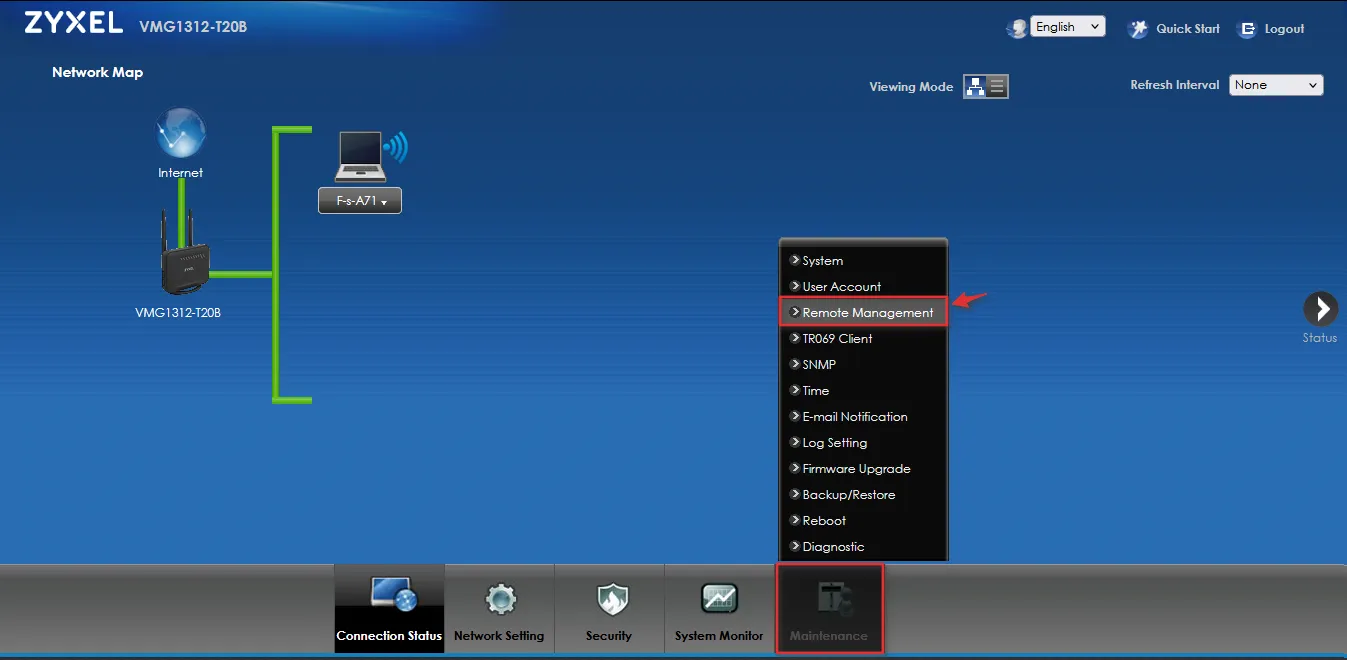 ZYXEL VMG1312-T20B
English
Quick Start
Logout
Network Map
Viewing Mode
Refresh Interval
None
Internet
F-s-A71
VMG1312-T20B
System
User Account
Remote Management
TR069 Client
SNMP
Time
E-mail Notification
Log Setting
Firmware Upgrade
Backup/Restore
Reboot
Diagnostic
Status
Connection Status
Network Setting
Security
System Monitor
Maintenance